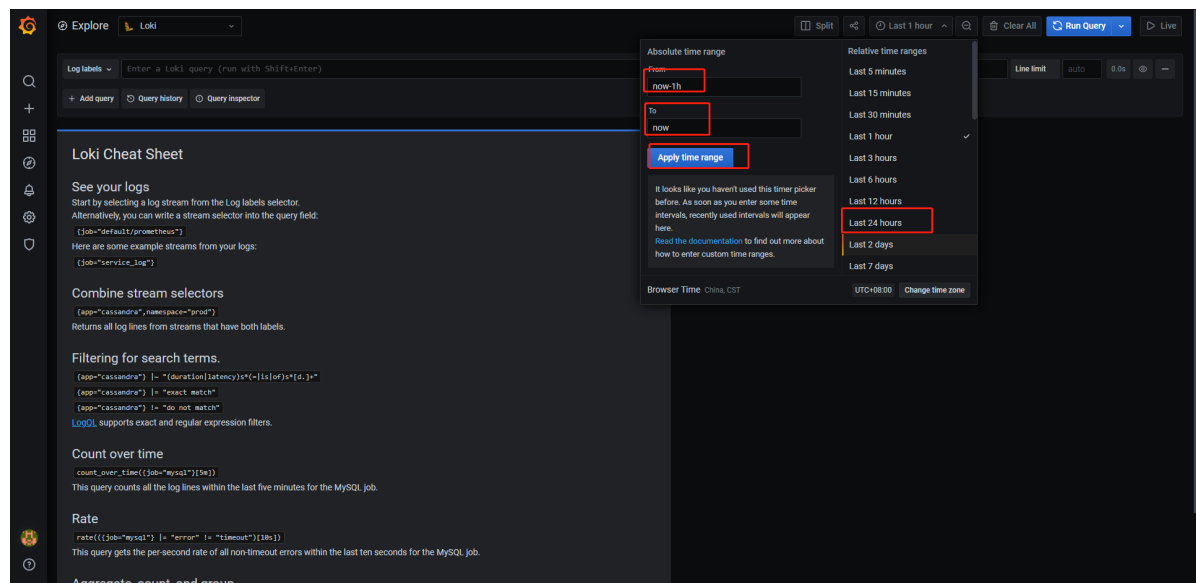 Explore
Loki
Split
Last 1 hour
Clear All
Run Query
Live
Log labels
Enter a Loki query (run with Shift+Enter)
Line limit
auto
0.0s
+ Add query
Query history
Query inspector
Absolute time range
From
now-1h
To
now
Apply time range
It looks like you haven't used this timer picker
before. As soon as you enter some time
intervals, recently used intervals will appear
here.
Read the documentation to find out more about
how to enter custom time ranges.
Relative time ranges
Last 5 minutes
Last 15 minutes
Last 30 minutes
Last 1 hour
Last 3 hours
Last 6 hours
Last 12 hours
Last 24 hours
Last 2 days
Last 7 days
Browser Time China, CST
UTC+08:00
Change time zone
Loki Cheat Sheet
See your logs
Start by selecting a log stream from the Log labels selector.
Alternatively, you can write a stream selector into the query field:
{job="default/prometheus"}
Here are some example streams from your logs:
{job="service_log"}
Combine stream selectors
{app="cassandra",namespace="prod"}
Returns all log lines from streams that have both labels.
Filtering for search terms.
{app="cassandra"} |~ "(duration|latency)s*(=|is|of)s*[d.]+"
{app="cassandra"} |= "exact match"
{app="cassandra"} != "do not match"
LogQL supports exact and regular expression filters.
Count over time
count_over_time({job="mysql"}[5m])
This query counts all the log lines within the last five minutes for the MySQL job.
Rate
rate(({job="mysql"} |= "error" != "timeout")[10s])
This query gets the per-second rate of all non-timeout errors within the last ten seconds for the MySQL job.
Aggregate, count, and group